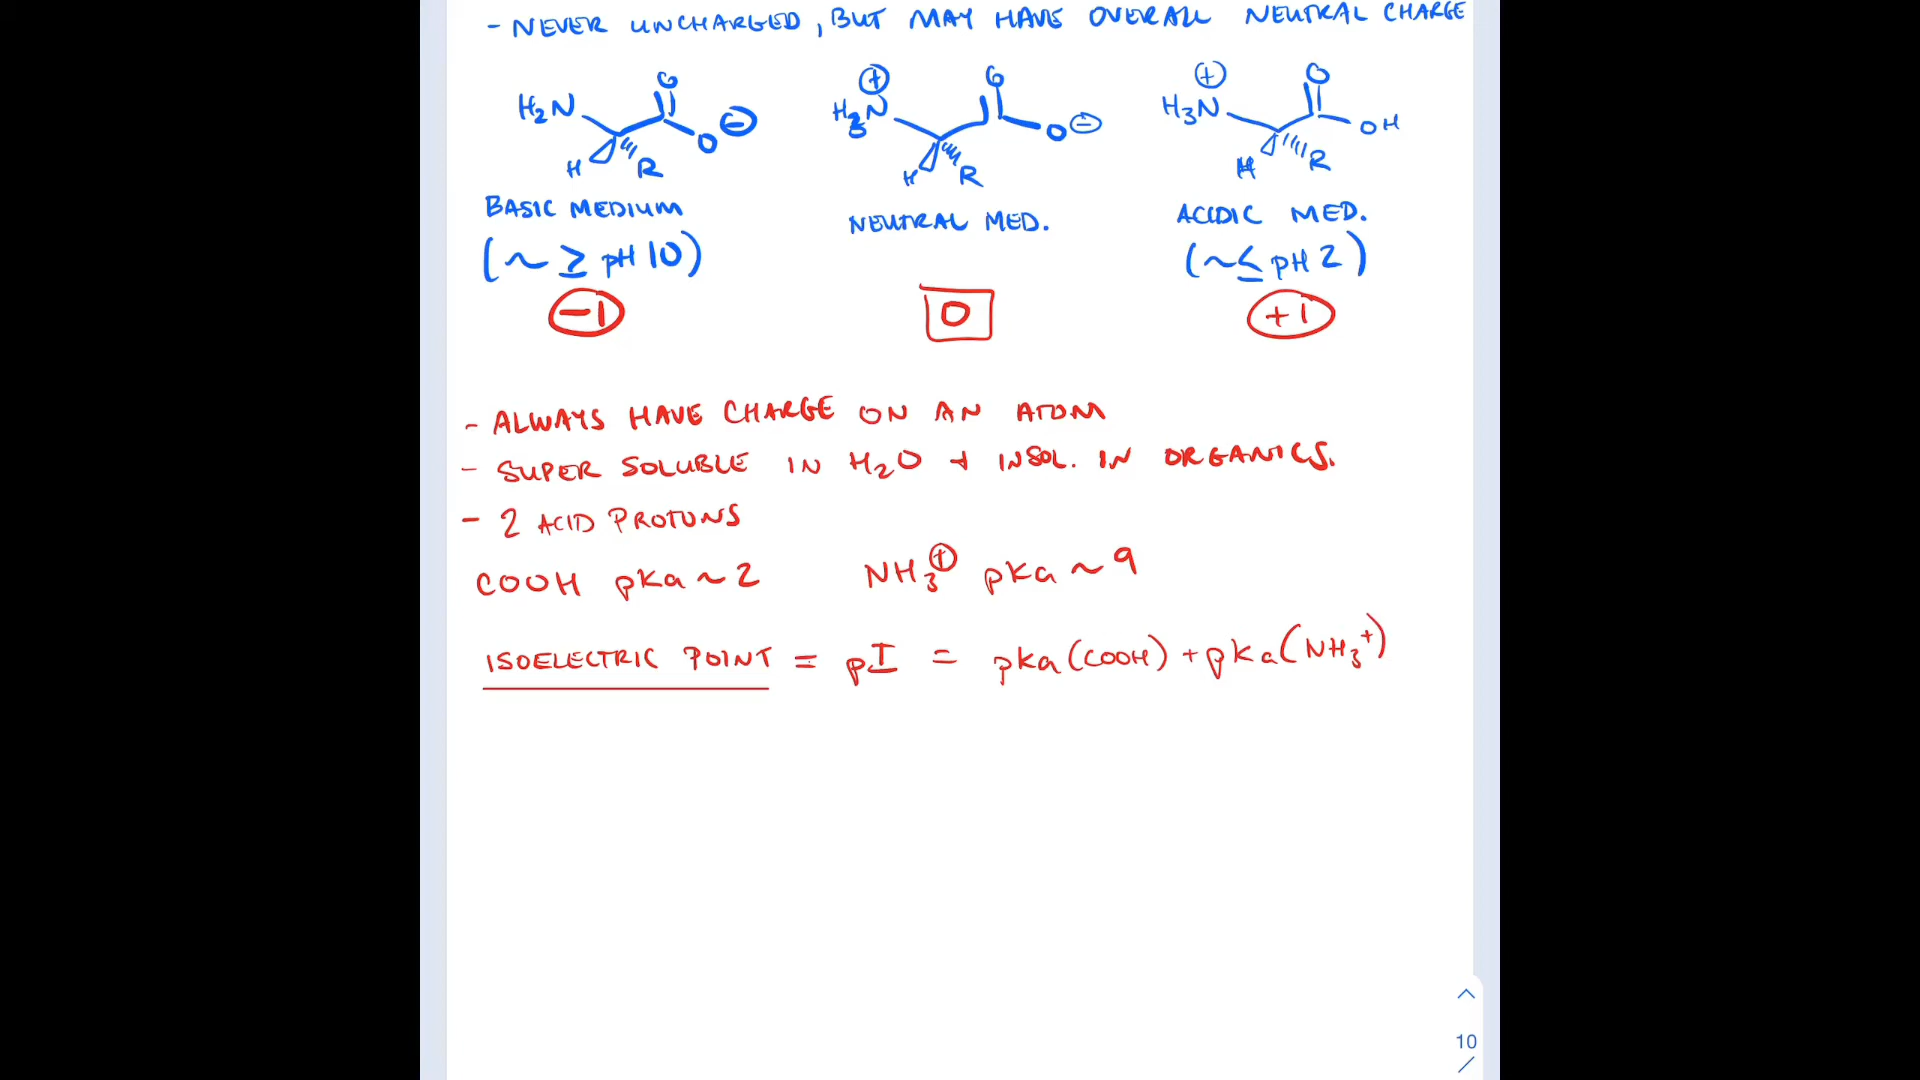 - NEVER UNCHARGED, BUT MAY HAVE OVERALL NEUTRAL CHARGE
H2N O O ⊖ H R
⊕ H3N O O ⊖ H R
⊕ H3N O OH H R
BASIC MEDIUM
NEUTRAL MED.
ACIDIC MED.
(~ ≥ pH 10)
(~ ≤ pH 2)
-1
0
+1
- ALWAYS HAVE CHARGE ON AN ATOM
- SUPER SOLUBLE IN H2O + INSOL. IN ORGANICS.
- 2 ACID PROTONS
COOH pKa ~ 2 NH3⊕ pKa ~ 9
ISOELECTRIC POINT = pI = pKa (COOH) + pKa (NH3+)
10